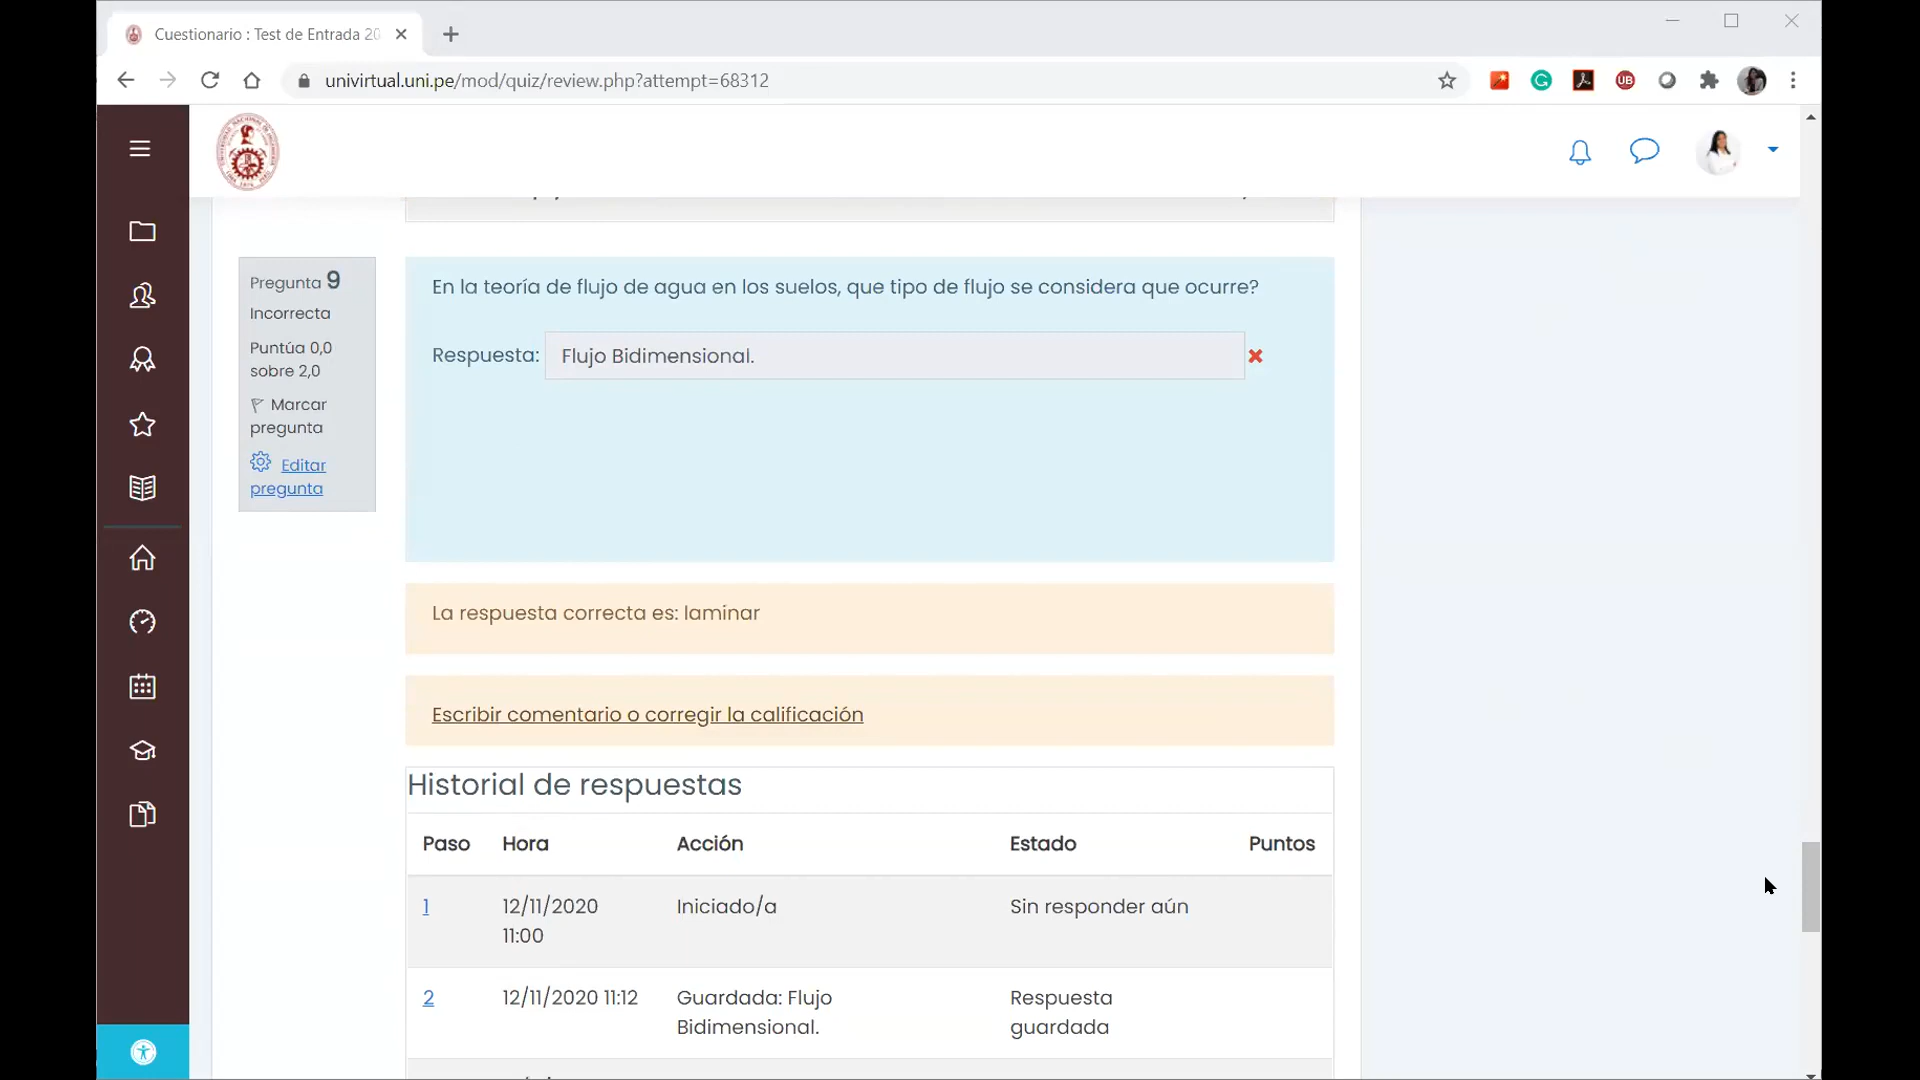 Cuestionario : Test de Entrada 20
univirtual.uni.pe/mod/quiz/review.php?attempt=68312
Pregunta 9
Incorrecta
Puntúa 0,0
sobre 2,0
Marcar
pregunta
Editar
pregunta
En la teoría de flujo de agua en los suelos, que tipo de flujo se considera que ocurre?
Respuesta: Flujo Bidimensional.
La respuesta correcta es: laminar
Escribir comentario o corregir la calificación
Historial de respuestas
Paso Hora Acción Estado Puntos
1 12/11/2020 Iniciado/a Sin responder aún
11:00
2 12/11/2020 11:12 Guardada: Flujo Respuesta
Bidimensional. guardada